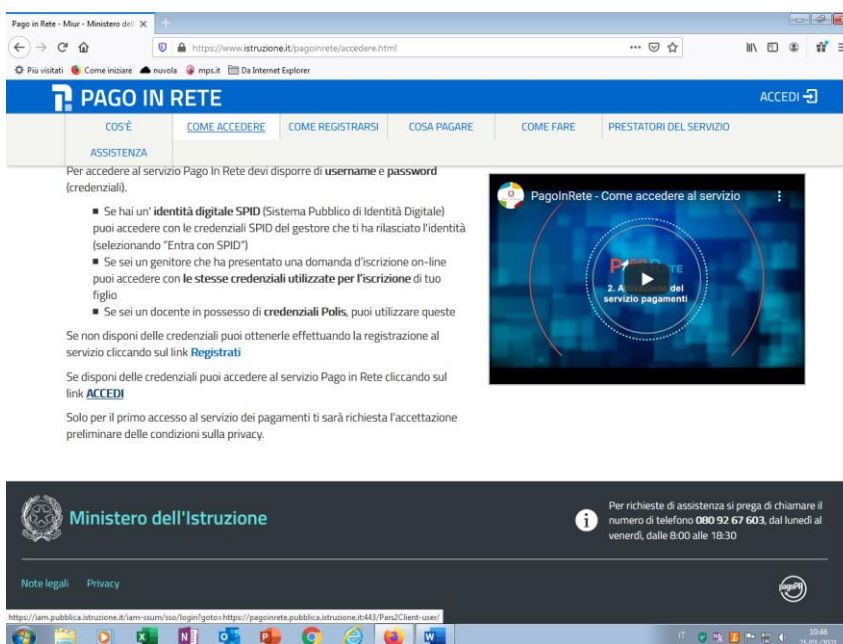 Pago in Rete - Miur - Ministero dell
https://www.istruzione.it/pagoinrete/accedere.html
Più visitati Come iniziare nuvola mps.it Da Internet Explorer
PAGO IN RETE
ACCEDI
COS'È COME ACCEDERE COME REGISTRARSI COSA PAGARE COME FARE PRESTATORI DEL SERVIZIO
ASSISTENZA
Per accedere al servizio Pago In Rete devi disporre di username e password
(credenziali).
■ Se hai un' identità digitale SPID (Sistema Pubblico di Identità Digitale)
puoi accedere con le credenziali SPID del gestore che ti ha rilasciato l'identità
(selezionando "Entra con SPID")
■ Se sei un genitore che ha presentato una domanda d'iscrizione on-line
puoi accedere con le stesse credenziali utilizzate per l'iscrizione di tuo
figlio
■ Se sei un docente in possesso di credenziali Polis, puoi utilizzare queste
Se non disponi delle credenziali puoi ottenerle effettuando la registrazione al
servizio cliccando sul link Registrati
Se disponi delle credenziali puoi accedere al servizio Pago in Rete cliccando sul
link ACCEDI
Solo per il primo accesso al servizio dei pagamenti ti sarà richiesta l'accettazione
preliminare delle condizioni sulla privacy.
PagoInRete - Come accedere al servizio
2. Attivazione del
servizio pagamenti
Ministero dell'Istruzione
Per richieste di assistenza si prega di chiamare il
numero di telefono 080 92 67 603, dal lunedì al
venerdì, dalle 8:00 alle 18:30
Note legali Privacy
pagoPA
https://iam.pubblica.istruzione.it/iam-ssum/sso/login?goto=https://pagoinrete.pubblica.istruzione.it:443/Pars2Client-user/
IT
10:46
25/01/2021